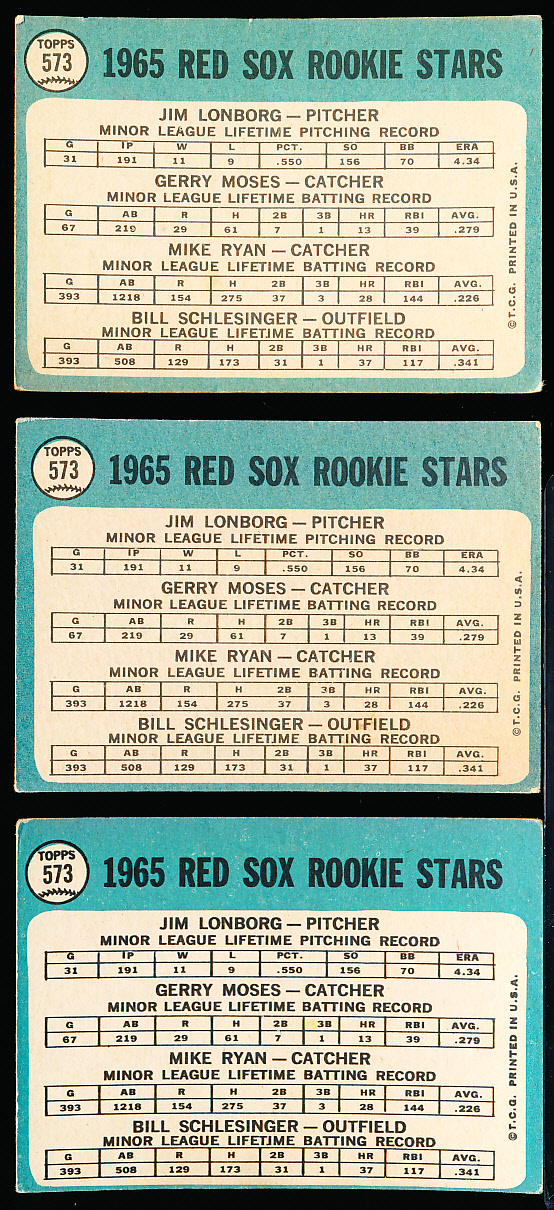 TOPPS
573
1965 RED SOX ROOKIE STARS
JIM LONBORG — PITCHER
MINOR LEAGUE LIFETIME PITCHING RECORD
G IP W L PCT. SO BB ERA
31 191 11 9 .550 156 70 4.34
GERRY MOSES — CATCHER
MINOR LEAGUE LIFETIME BATTING RECORD
G AB R H 2B 3B HR RBI AVG.
67 219 29 61 7 1 13 39 .279
MIKE RYAN — CATCHER
MINOR LEAGUE LIFETIME BATTING RECORD
G AB R H 2B 3B HR RBI AVG.
393 1218 154 275 37 3 28 144 .226
BILL SCHLESINGER — OUTFIELD
MINOR LEAGUE LIFETIME BATTING RECORD
G AB R H 2B 3B HR RBI AVG.
393 508 129 173 31 1 37 117 .341
© T.C.G. PRINTED IN U.S.A.
TOPPS
573
1965 RED SOX ROOKIE STARS
JIM LONBORG — PITCHER
MINOR LEAGUE LIFETIME PITCHING RECORD
G IP W L PCT. SO BB ERA
31 191 11 9 .550 156 70 4.34
GERRY MOSES — CATCHER
MINOR LEAGUE LIFETIME BATTING RECORD
G AB R H 2B 3B HR RBI AVG.
67 219 29 61 7 1 13 39 .279
MIKE RYAN — CATCHER
MINOR LEAGUE LIFETIME BATTING RECORD
G AB R H 2B 3B HR RBI AVG.
393 1218 154 275 37 3 28 144 .226
BILL SCHLESINGER — OUTFIELD
MINOR LEAGUE LIFETIME BATTING RECORD
G AB R H 2B 3B HR RBI AVG.
393 508 129 173 31 1 37 117 .341
© T.C.G. PRINTED IN U.S.A.
TOPPS
573
1965 RED SOX ROOKIE STARS
JIM LONBORG — PITCHER
MINOR LEAGUE LIFETIME PITCHING RECORD
G IP W L PCT. SO BB ERA
31 191 11 9 .550 156 70 4.34
GERRY MOSES — CATCHER
MINOR LEAGUE LIFETIME BATTING RECORD
G AB R H 2B 3B HR RBI AVG.
67 219 29 61 7 1 13 39 .279
MIKE RYAN — CATCHER
MINOR LEAGUE LIFETIME BATTING RECORD
G AB R H 2B 3B HR RBI AVG.
393 1218 154 275 37 3 28 144 .226
BILL SCHLESINGER — OUTFIELD
MINOR LEAGUE LIFETIME BATTING RECORD
G AB R H 2B 3B HR RBI AVG.
393 508 129 173 31 1 37 117 .341
© T.C.G. PRINTED IN U.S.A.